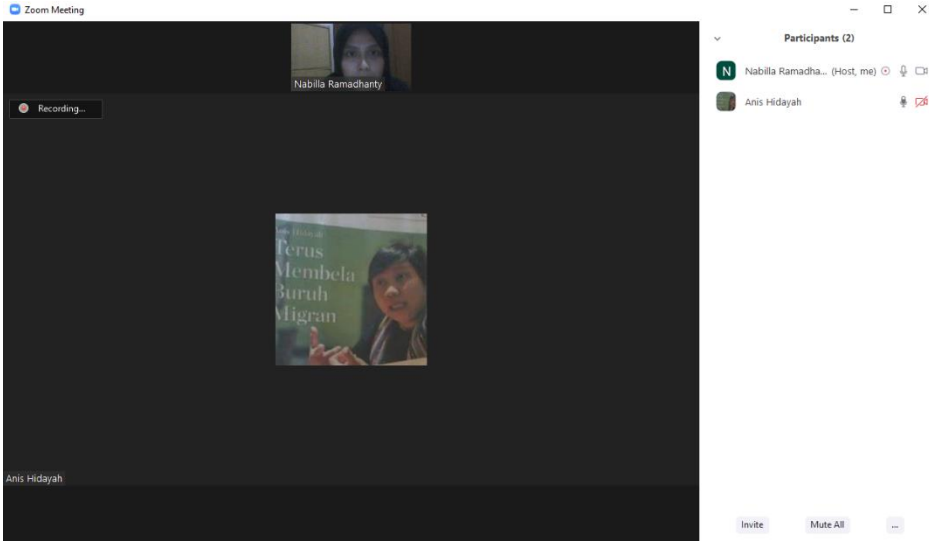 Zoom Meeting
Nabilla Ramadhanty
Recording...
Terus
Membela
Buruh
Migran
Anis Hidayah
Participants (2)
N
Nabilla Ramadha... (Host, me)
Anis Hidayah
Invite
Mute All
...